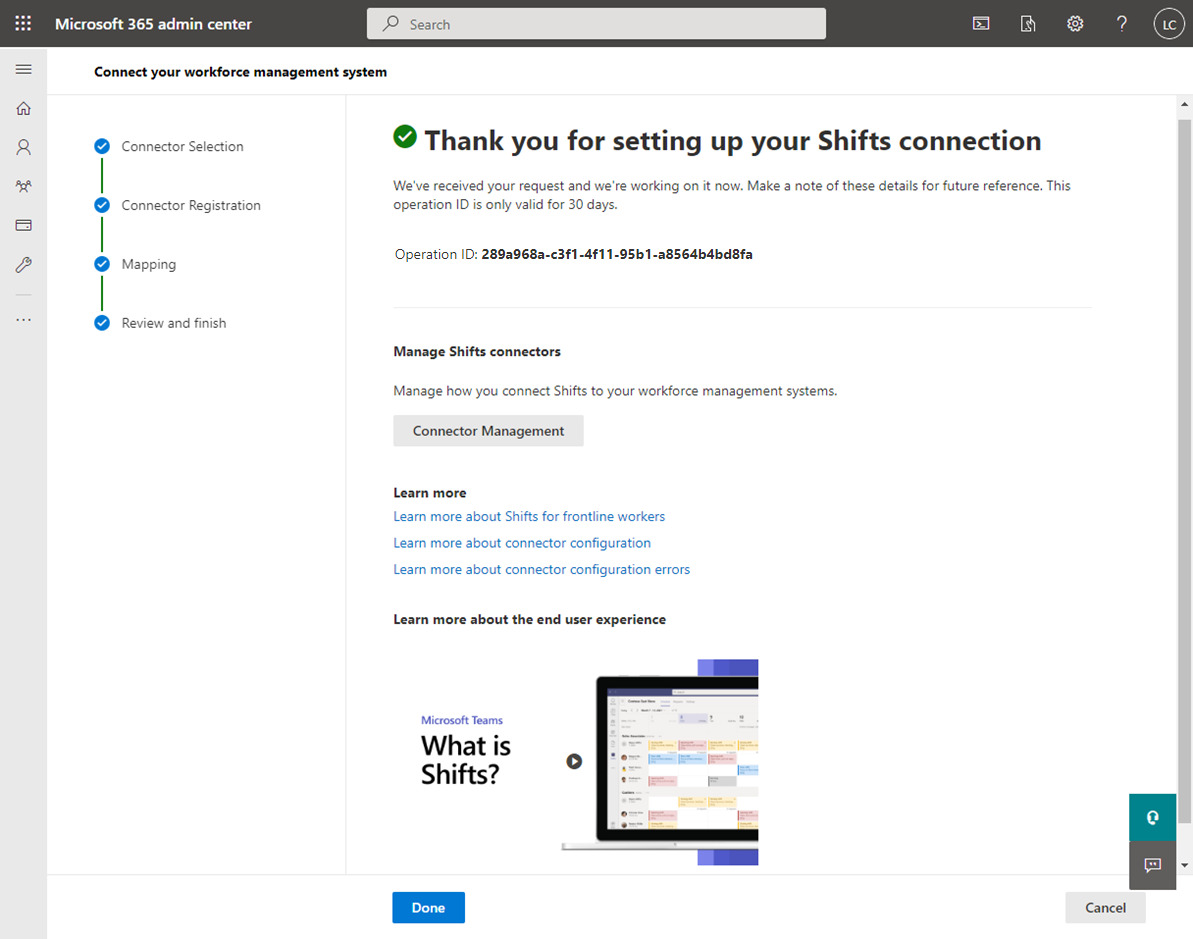 Microsoft 365 admin center
Search
LC
Connect your workforce management system
Connector Selection
Connector Registration
Mapping
Review and finish
Thank you for setting up your Shifts connection
We've received your request and we're working on it now. Make a note of these details for future reference. This
operation ID is only valid for 30 days.
Operation ID: 289a968a-c3f1-4f11-95b1-a8564b4bd8fa
Manage Shifts connectors
Manage how you connect Shifts to your workforce management systems.
Connector Management
Learn more
Learn more about Shifts for frontline workers
Learn more about connector configuration
Learn more about connector configuration errors
Learn more about the end user experience
Microsoft Teams
What is
Shifts?
Done
Cancel